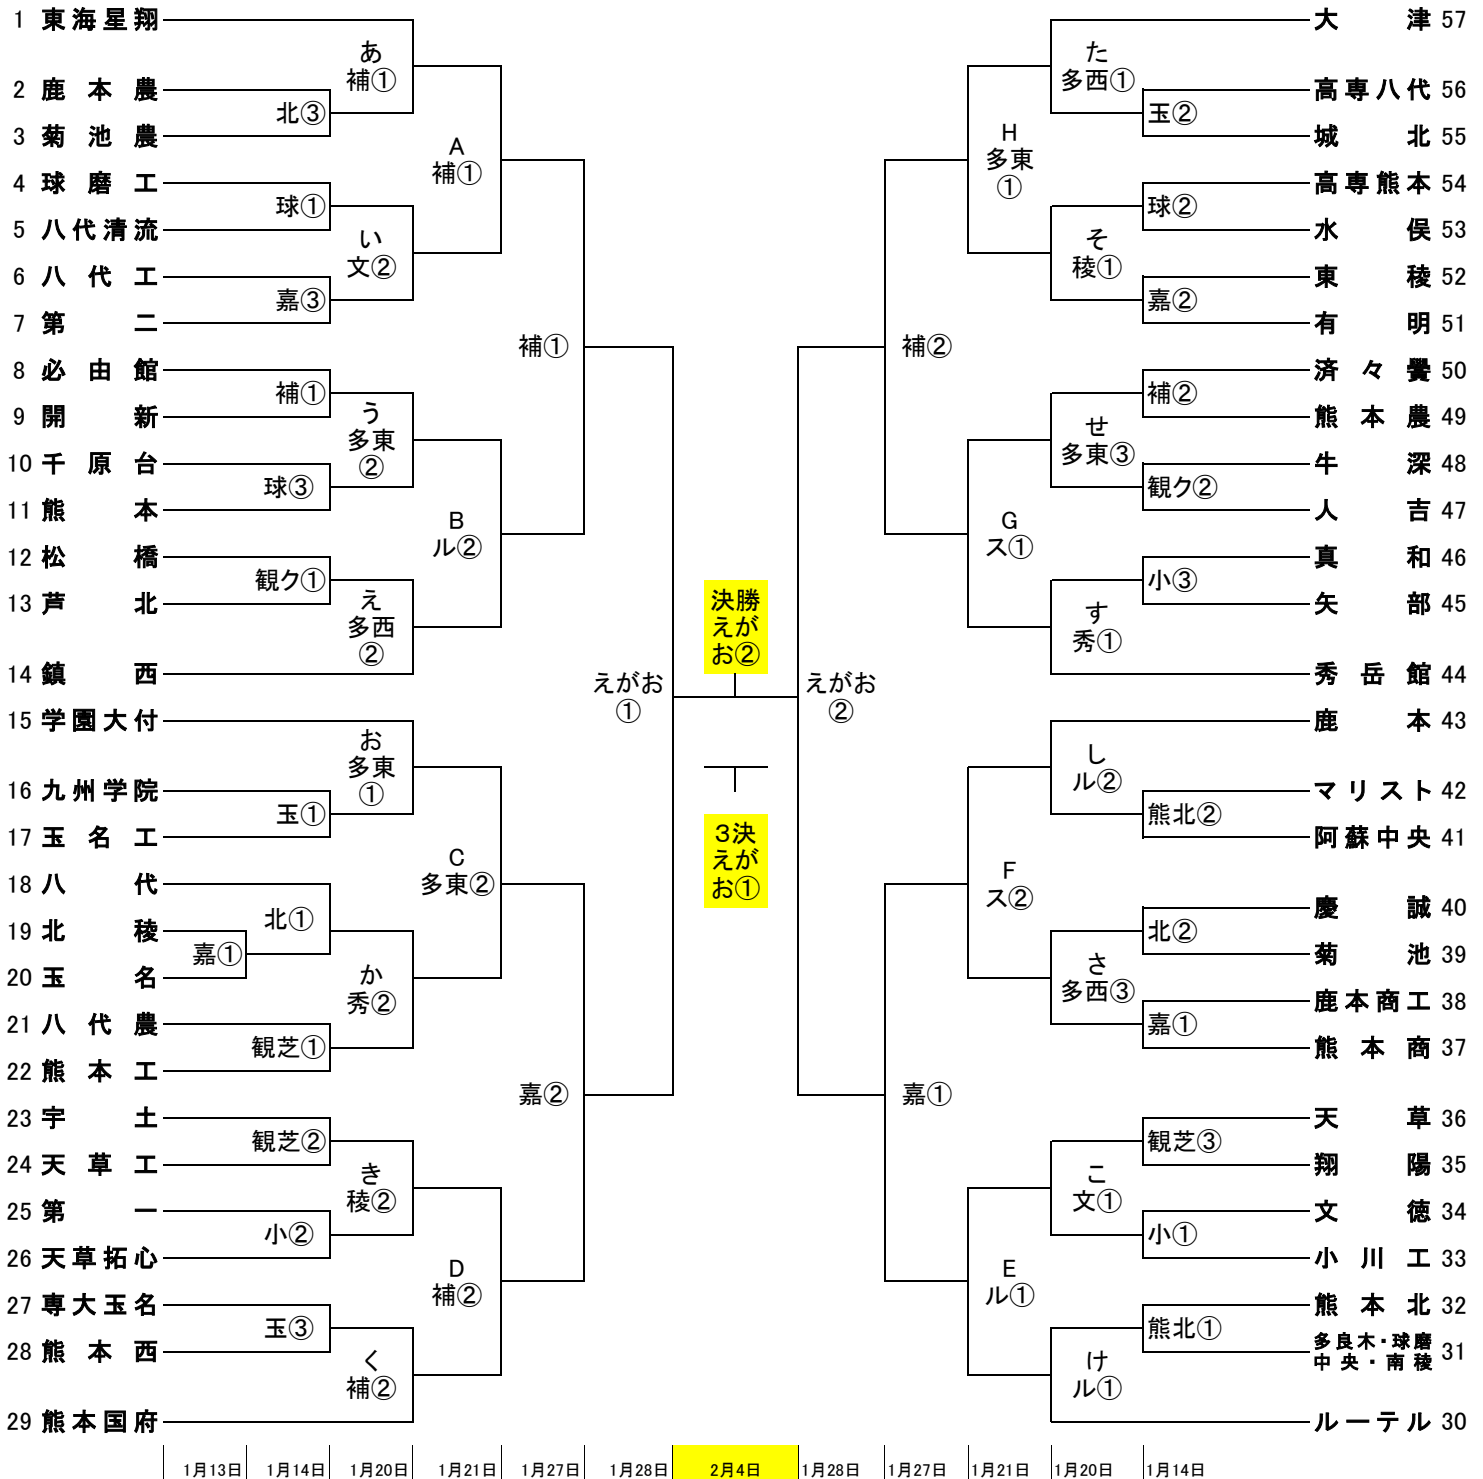 1 東海星翔
2 鹿本農
3 菊池農
4 球磨工
5 八代清流
6 八代工
7 第二
8 必由館
9 開新
10 千原台
11 熊本
12 松橋
13 芦北
14 鎮西
15 学園大付
16 九州学院
17 玉名工
18 八代
19 北稜
20 玉名
21 八代農
22 熊本工
23 宇土
24 天草工
25 第一
26 天草拓心
27 専大玉名
28 熊本西
29 熊本国府
嘉①
北③
球①
嘉③
補①
球③
観ク①
玉①
北①
観芝①
観芝②
小②
玉③
あ
補①
い
文②
う
多東
②
え
多西
②
お
多東
①
か
秀②
き
稜②
く
補②
A
補①
B
ル②
C
多東②
D
補②
補①
嘉②
えがお
①
決勝
えが
お②
3決
えが
お①
えがお
②
補②
嘉①
H
多東
①
G
ス①
F
ス②
E
ル①
た
多西①
そ
稜①
せ
多東③
す
秀①
し
ル②
さ
多西③
こ
文①
け
ル①
玉②
球②
嘉②
補②
観ク②
小③
熊北②
北②
嘉①
観芝③
小①
熊北①
大津 57
高専八代 56
城北 55
高専熊本 54
水俣 53
東稜 52
有明 51
済々黌 50
熊本農 49
牛深 48
人吉 47
真和 46
矢部 45
秀岳館 44
鹿本 43
マリスト 42
阿蘇中央 41
慶誠 40
菊池 39
鹿本商工 38
熊本商 37
天草 36
翔陽 35
文徳 34
小川工 33
熊本北 32
多良木・球磨
中央・南稜 31
ルーテル 30
1月13日 1月14日 1月20日 1月21日 1月27日 1月28日 2月4日 1月28日 1月27日 1月21日 1月20日 1月14日